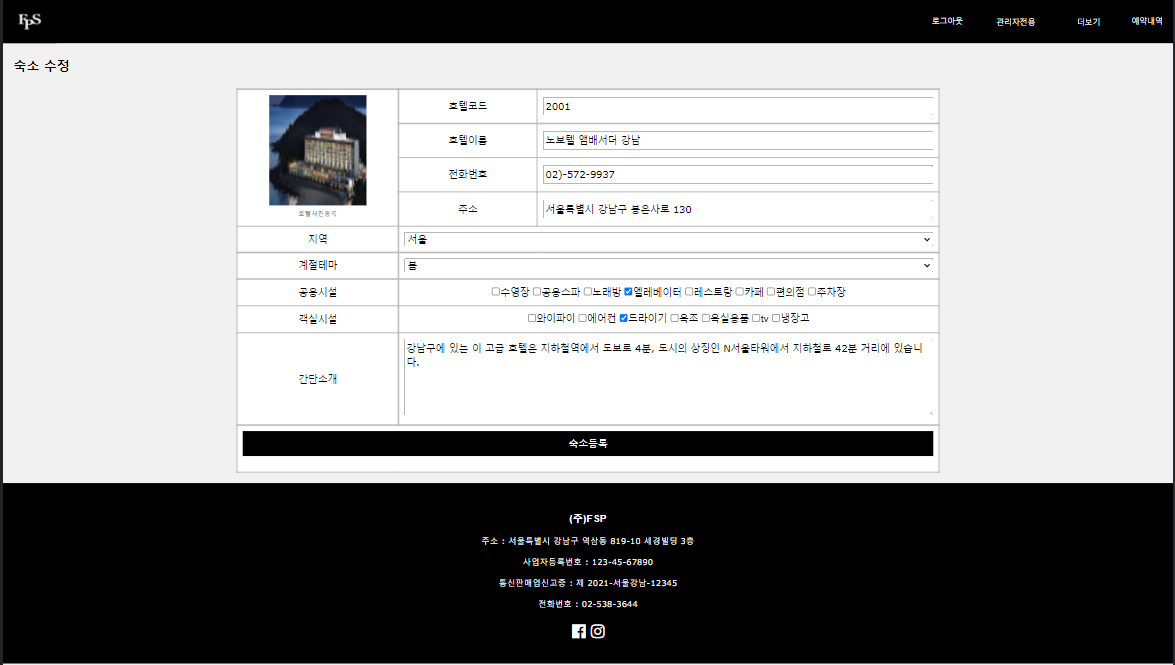 FPS
로그아웃 관리자전용 더보기 예약내역
숙소 수정
호텔사진등록
호텔코드 2001
호텔이름 노보텔 앰배서더 강남
전화번호 02)-572-9937
주소 서울특별시 강남구 봉은사로 130
지역 서울
계절테마 봄
공용시설 수영장 공용스파 노래방 엘레베이터 레스토랑 카페 편의점 주차장
객실시설 와이파이 에어컨 드라이기 욕조 욕실용품 tv 냉장고
간단소개
강남구에 있는 이 고급 호텔은 지하철역에서 도보로 4분, 도시의 상징인 N서울타워에서 지하철로 42분 거리에 있습니
다.
숙소등록
(주)FSP
주소 : 서울특별시 강남구 역삼동 819-10 세경빌딩 3층
사업자등록번호 : 123-45-67890
통신판매업신고증 : 제 2021-서울강남-12345
전화번호 : 02-538-3644